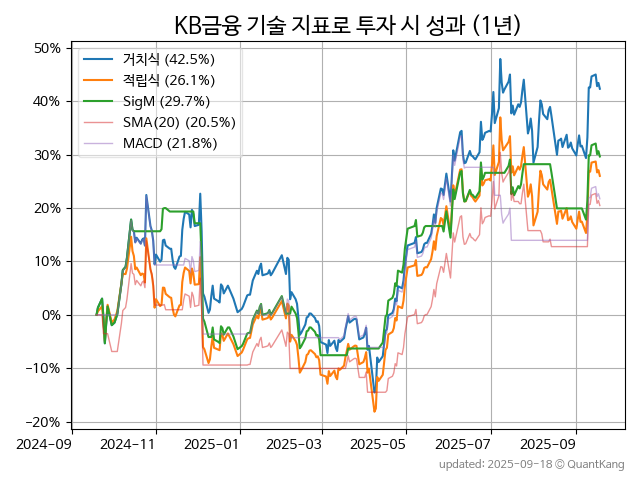 KB금융 기술 지표로 투자 시 성과 (1년)
거치식 (42.5%)
적립식 (26.1%)
SigM (29.7%)
SMA(20) (20.5%)
MACD (21.8%)
50%
40%
30%
20%
10%
0%
−10%
−20%
2024-09 2024-11 2025-01 2025-03 2025-05 2025-07 2025-09
updated: 2025-09-18 © QuantKang